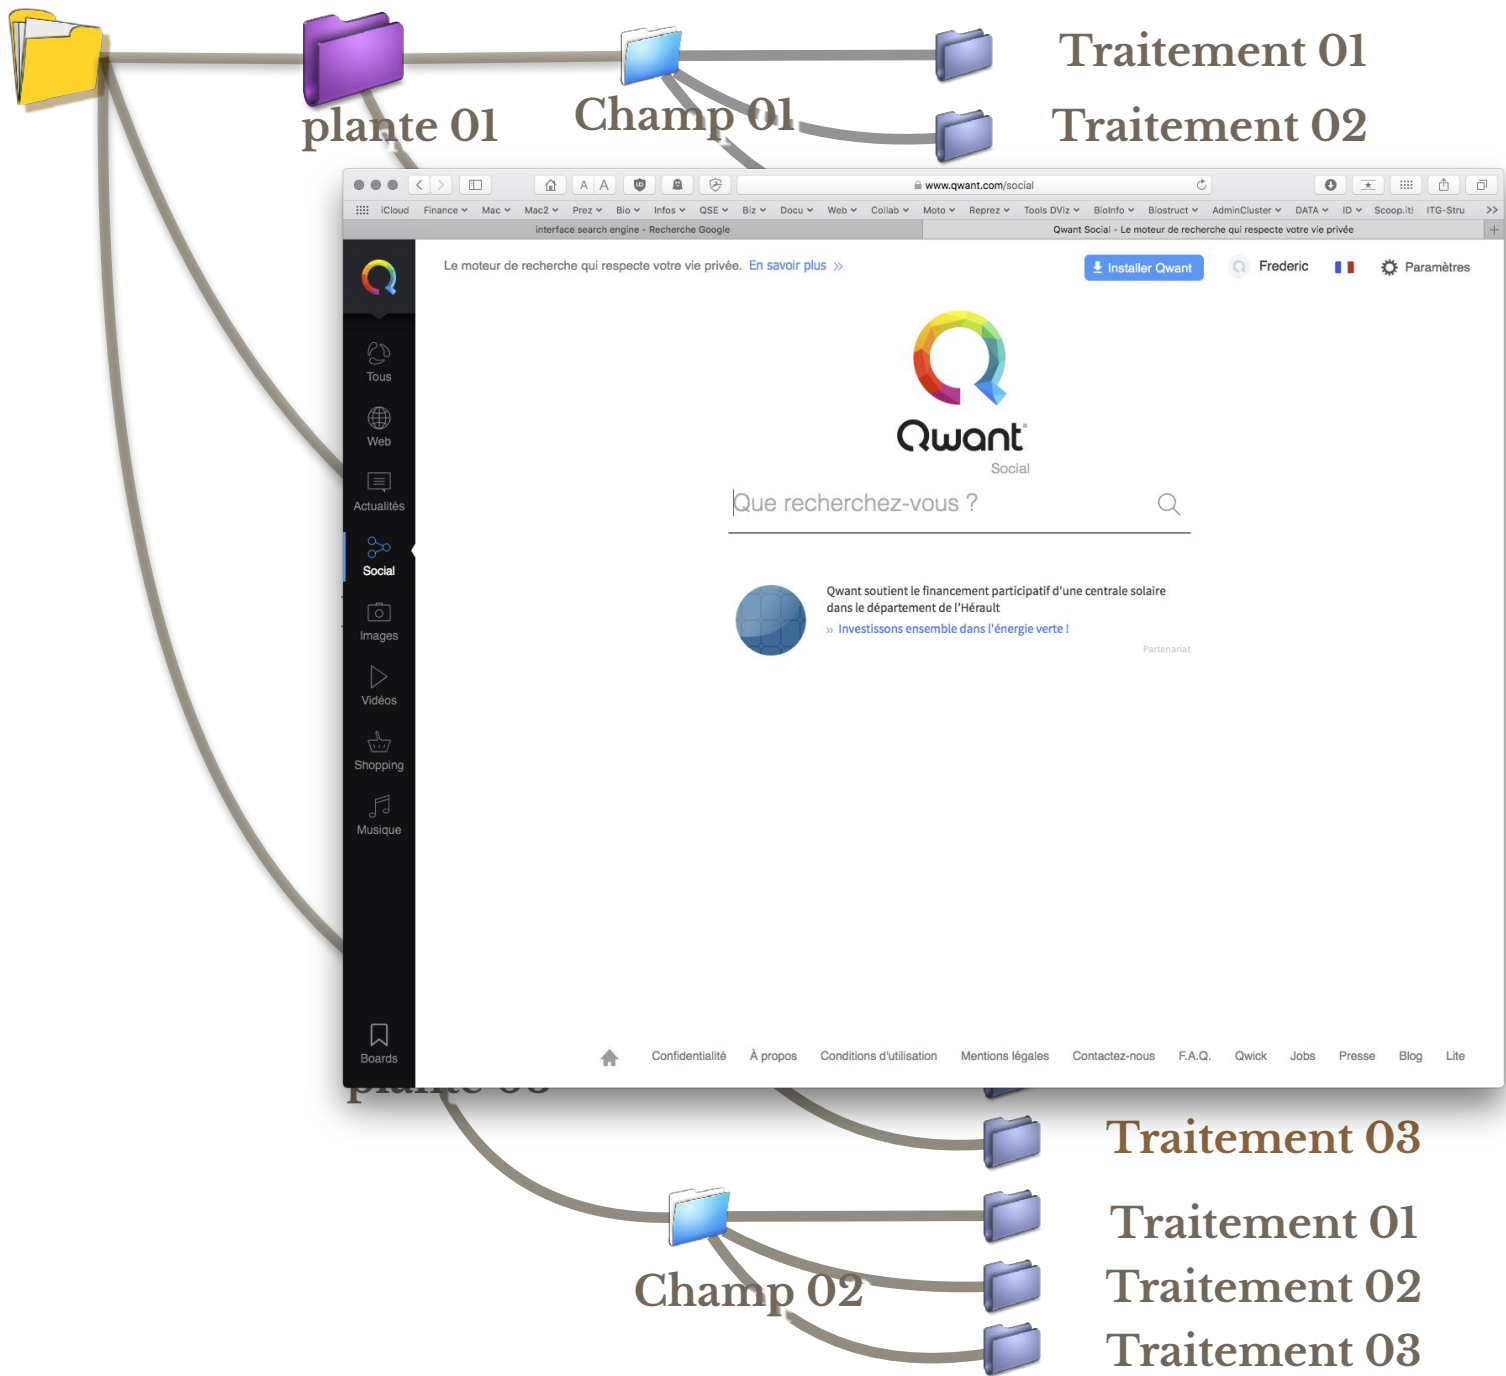 Traitement 01
plante 01
Champ 01
Traitement 02
www.qwant.com/social
iCloud Finance Mac Mac2 Prez Bio Infos QSE Biz Docu Web Collab Moto Reprez Tools DViz BioInfo Biostruct AdminCluster DATA ID Scoop.it! ITG-Stru >>
interface search engine - Recherche Google
Qwant Social - Le moteur de recherche qui respecte votre vie privée
Le moteur de recherche qui respecte votre vie privée. En savoir plus »
Installer Qwant
Frederic
Paramètres
Tous
Web
Actualités
Social
Images
Vidéos
Shopping
Musique
Boards
Qwant
Social
Que recherchez-vous ?
Qwant soutient le financement participatif d'une centrale solaire
dans le département de l'Hérault
» Investissons ensemble dans l'énergie verte !
Partenariat
Confidentialité À propos Conditions d'utilisation Mentions légales Contactez-nous F.A.Q. Qwick Jobs Presse Blog Lite
Traitement 03
Traitement 01
Champ 02
Traitement 02
Traitement 03